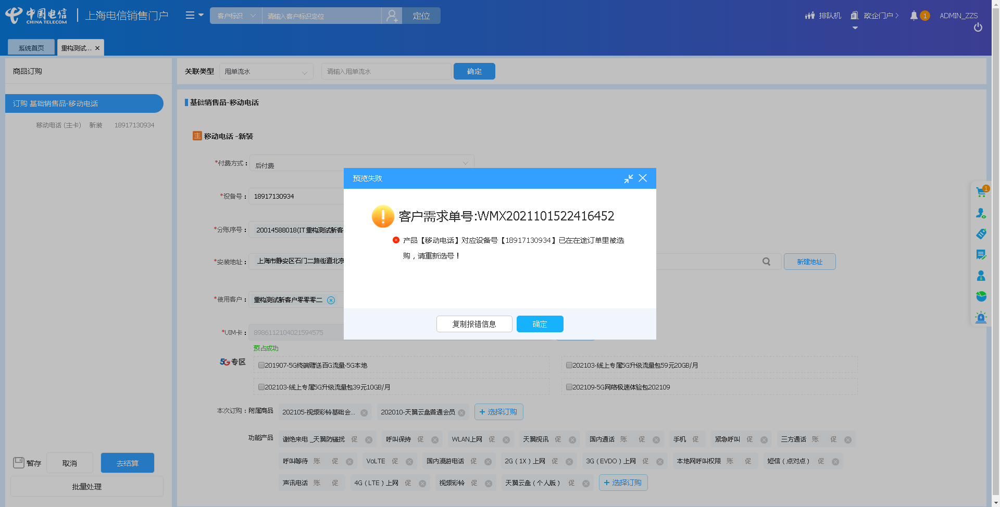 中国电信
CHINA TELECOM
上海电信销售门户
客户标识
请输入客户标识定位
定位
排队机
政企门户
1
ADMIN_ZZS
系统首页
重构测试...
商品订购
订购 基础销售品-移动电话
移动电话 (主卡) 新装 18917130934
关联类型
甩单流水
请输入甩单流水
确定
基础销售品-移动电话
主 移动电话 -新装
*付费方式：
后付费
*设备号：
18917130934
*分账序号：
20014588018(IT重构测试新客
*安装地址：
上海市静安区石门二路街道北京
新建地址
*使用客户：
重构测试新客户零零零二
*UIM卡：
8986112104021594575
预占成功
预览失败
客户需求单号:WMX2021101522416452
产品【移动电话】对应设备号【18917130934】已在在途订单里被选
购，请重新选号！
复制报错信息
确定
1
5G专区
201907-5G终端赠送百G流量-5G本地
202103-线上专属5G升级流量包59元20GB/月
202103-线上专属5G升级流量包39元10GB/月
202109-5G网络极速体验包202109
本次订购：附属商品
202105-视频彩铃基础会...
202010-天翼云盘普通会员
+ 选择订购
功能产品
谢绝来电_天翼防骚扰 促
呼叫保持 促
WLAN上网 促
天翼视讯 促
国内通话 账 促
手机 促
紧急呼叫 促
三方通话 账 促
呼叫等待 账 促
VoLTE 促
国内漫游电话 促
2G（1X）上网 促
3G（EVDO）上网 促
本地网呼叫权限 账 促
短信（点对点） 促
声讯电话 账 促
4G（LTE）上网 促
视频彩铃 促
天翼云盘（个人版） 促
+ 选择订购
暂存
取消
去结算
批量处理